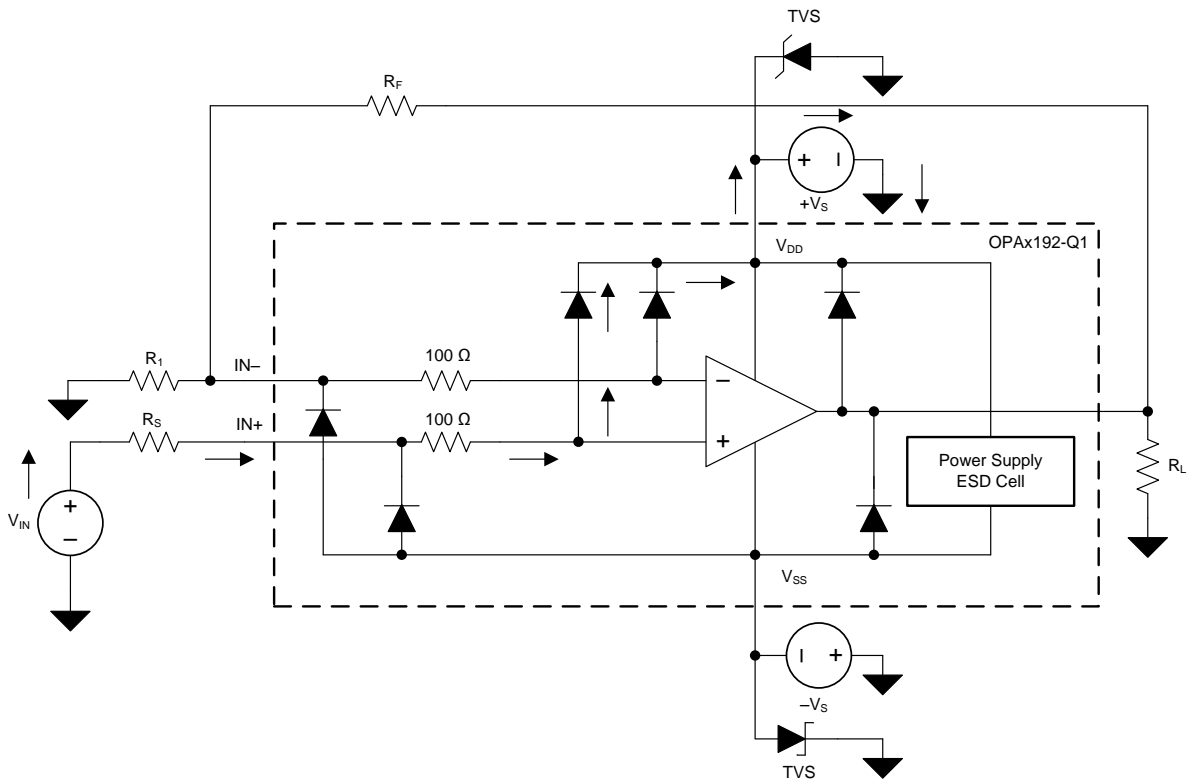 TVS
RF
+ –
+VS
OPAx192-Q1
VDD
R1
IN–
100 Ω
–
RS
IN+
100 Ω
+
Power Supply
ESD Cell
RL
VIN
+
–
VSS
– +
–VS
TVS